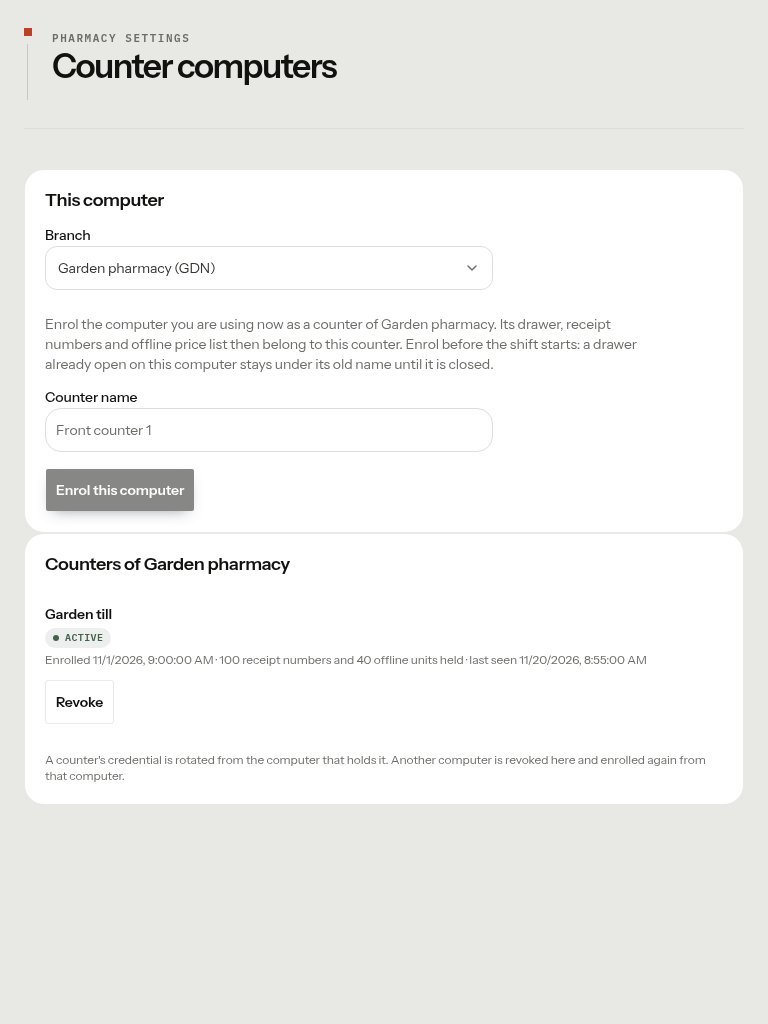 PHARMACY SETTINGS
Counter computers
This computer
Branch
Garden pharmacy (GDN)
Enrol the computer you are using now as a counter of Garden pharmacy. Its drawer, receipt
numbers and offline price list then belong to this counter. Enrol before the shift starts: a drawer
already open on this computer stays under its old name until it is closed.
Counter name
Front counter 1
Enrol this computer
Counters of Garden pharmacy
Garden till
ACTIVE
Enrolled 11/1/2026, 9:00:00 AM · 100 receipt numbers and 40 offline units held · last seen 11/20/2026, 8:55:00 AM
Revoke
A counter's credential is rotated from the computer that holds it. Another computer is revoked here and enrolled again from
that computer.